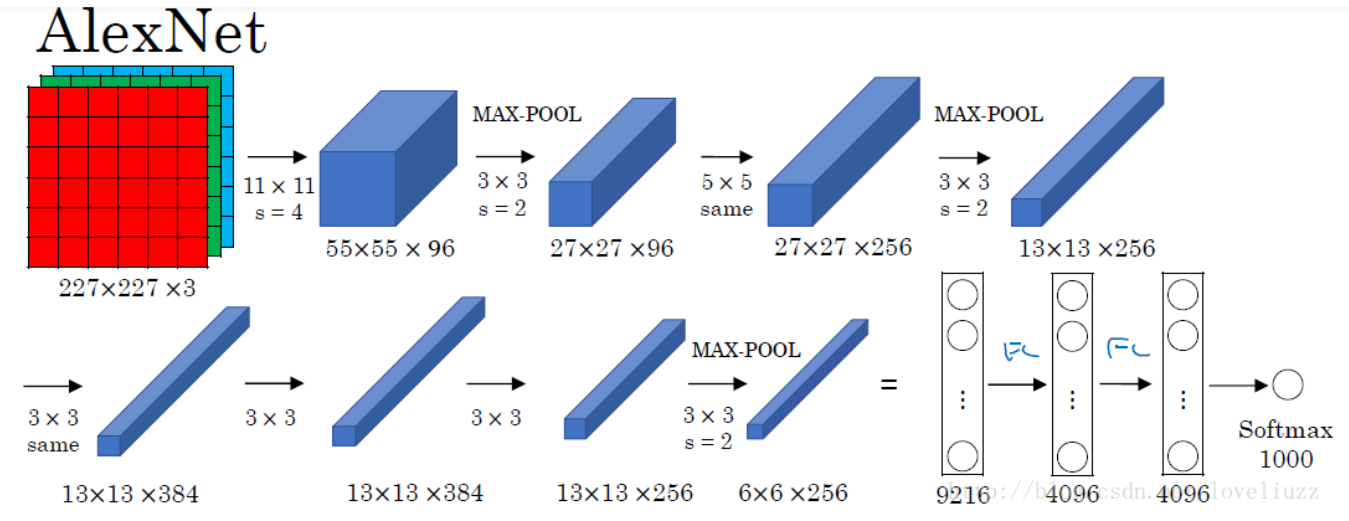 AlexNet
MAX-POOL
MAX-POOL
11 × 11
s = 4
3 × 3
s = 2
5 × 5
same
3 × 3
s = 2
227×227 ×3
55×55 × 96
27×27 ×96
27×27 ×256
13×13 ×256
MAX-POOL
FC
FC
=
3 × 3
same
3 × 3
3 × 3
3 × 3
s = 2
...
...
...
Softmax
1000
13×13 ×384
13×13 ×384
13×13 ×256
6×6 ×256
9216
4096
4096